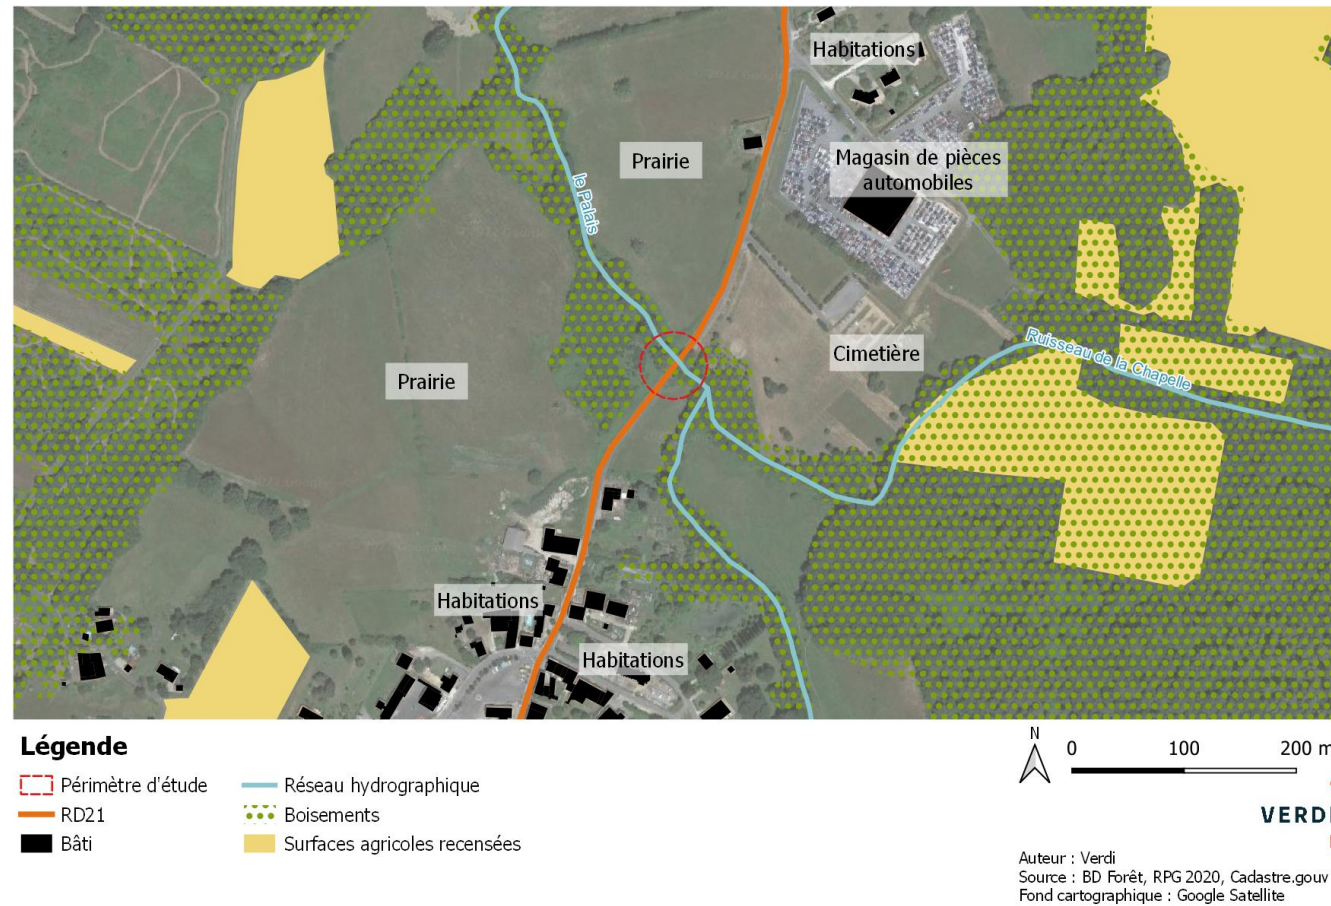 Habitations
Prairie
Magasin de pièces
automobiles
le Palais
Cimetière
Ruisseau de la Chapelle
Prairie
Habitations
Habitations
Légende
Périmètre d'étude
RD21
Bâti
Réseau hydrographique
Boisements
Surfaces agricoles recensées
N
0 100 200 m
VERDI
Auteur : Verdi
Source : BD Forêt, RPG 2020, Cadastre.gouv
Fond cartographique : Google Satellite